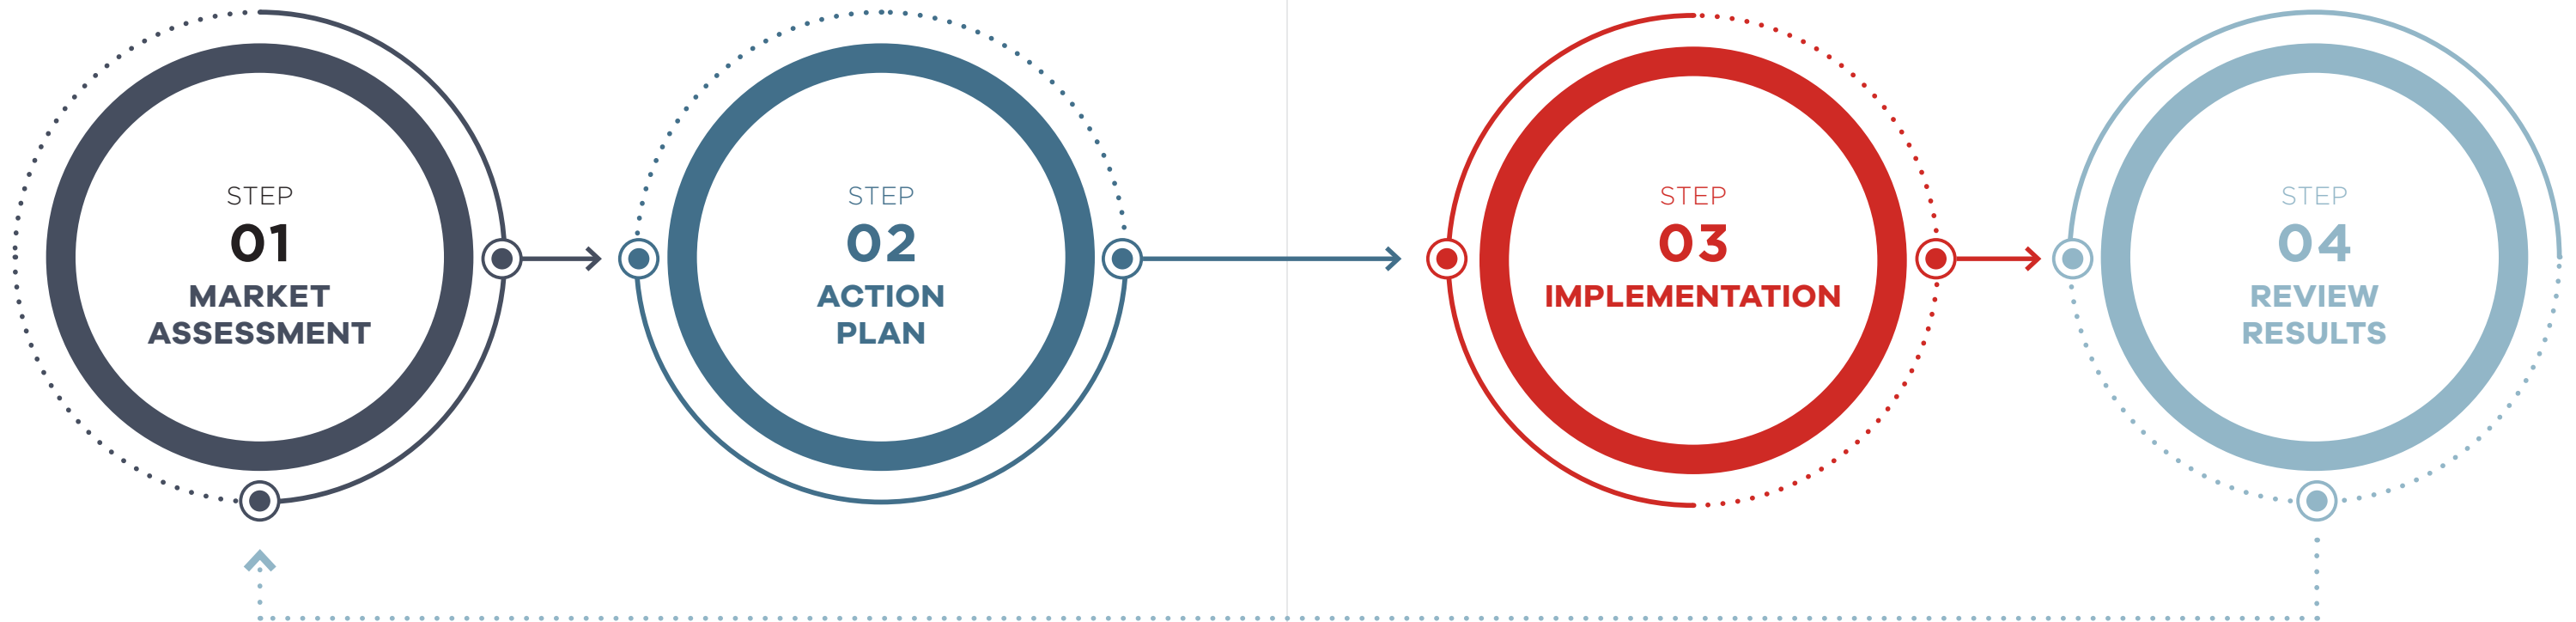 STEP
01
MARKET
ASSESSMENT
STEP
02
ACTION
PLAN
STEP
03
IMPLEMENTATION
STEP
04
REVIEW
RESULTS